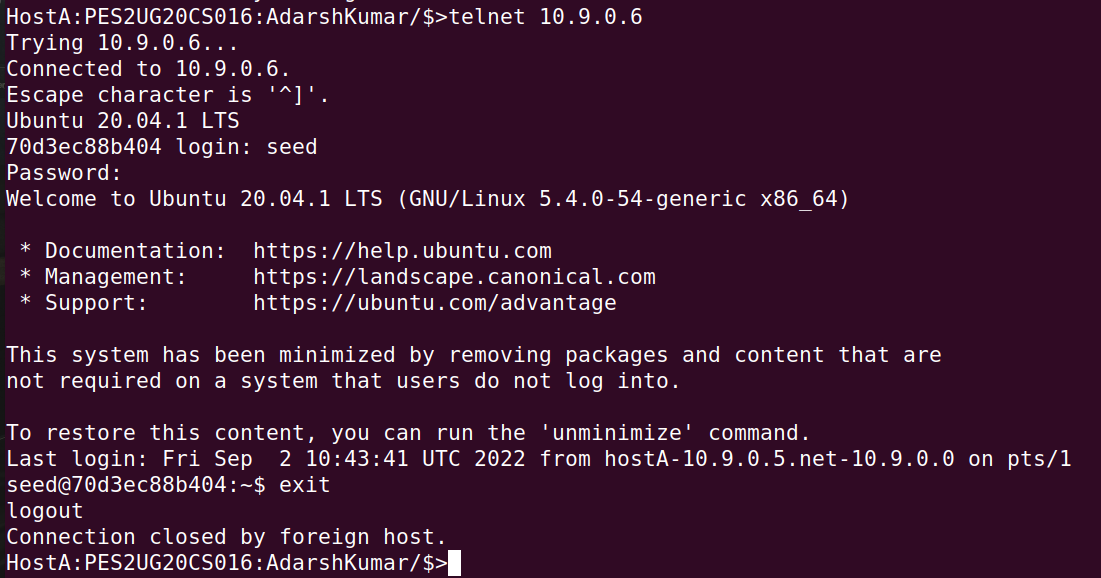 HostA:PES2UG20CS016:AdarshKumar/$>telnet 10.9.0.6
Trying 10.9.0.6...
Connected to 10.9.0.6.
Escape character is '^]'.
Ubuntu 20.04.1 LTS
70d3ec88b404 login: seed
Password:
Welcome to Ubuntu 20.04.1 LTS (GNU/Linux 5.4.0-54-generic x86_64)

 * Documentation:  https://help.ubuntu.com
 * Management:     https://landscape.canonical.com
 * Support:        https://ubuntu.com/advantage

This system has been minimized by removing packages and content that are
not required on a system that users do not log into.

To restore this content, you can run the 'unminimize' command.
Last login: Fri Sep  2 10:43:41 UTC 2022 from hostA-10.9.0.5.net-10.9.0.0 on pts/1
seed@70d3ec88b404:~$ exit
logout
Connection closed by foreign host.
HostA:PES2UG20CS016:AdarshKumar/$>